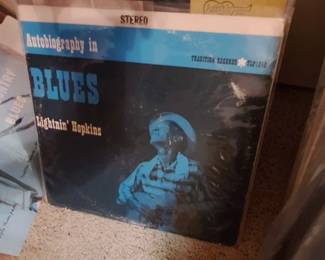 STEREO
Autobiography in
TRADITION RECORDS
BLUES
Lightnin' Hopkins